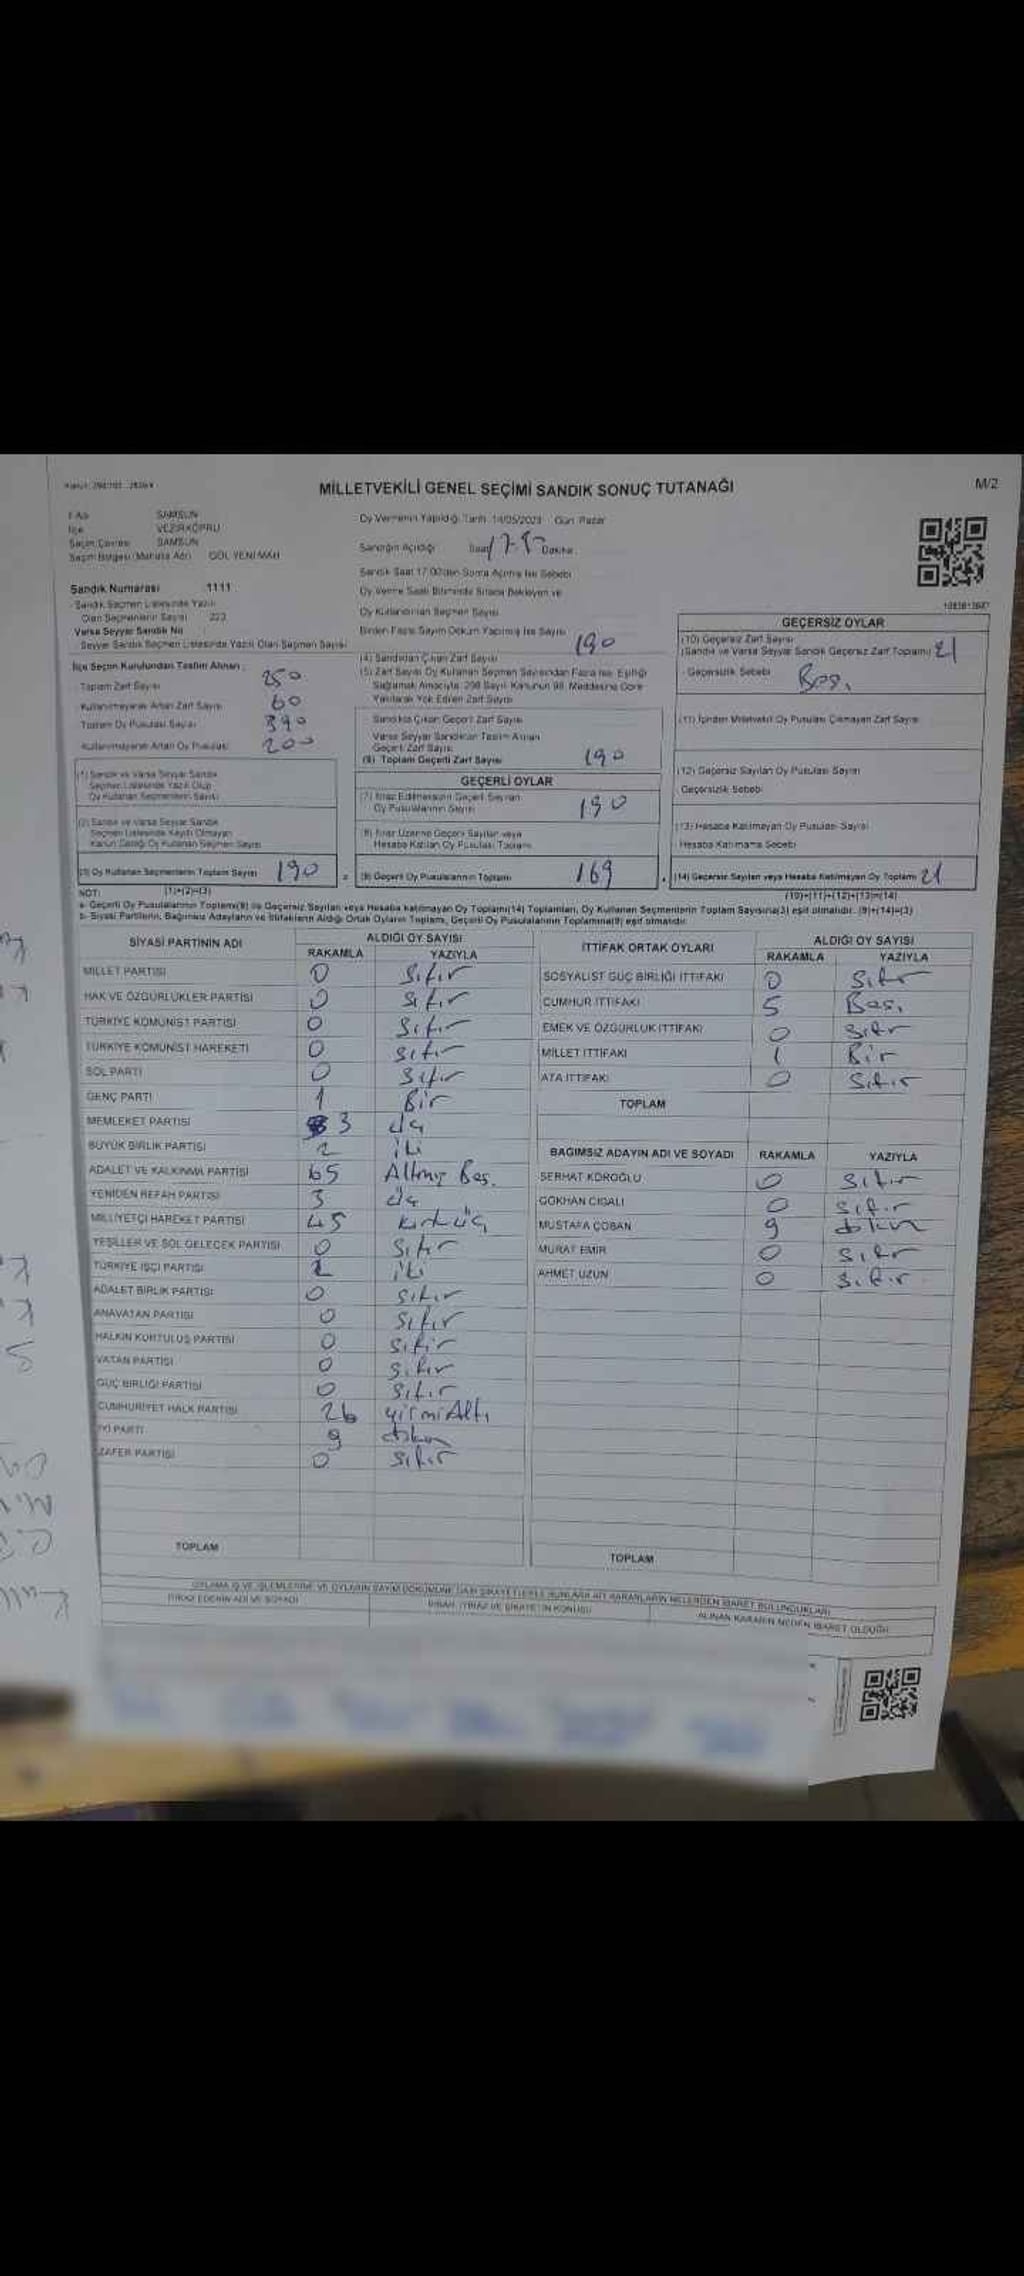 MİLLETVEKİLİ GENEL SEÇİMİ SANDIK SONUÇ TUTANAĞI
M/2
SAMSUN
İlçe VEZİRKÖPRÜ
Seçim Çevresi SAMSUN
Seçim Bölgesi (Mahalle Adı) GÖL YENİ MAH
Sandık Numarası 1111
Sandık Seçmen Listesinde Yazılı
Olan Seçmenlerin Sayısı 223
Varsa Seyyar Sandık No
Seyyar Sandık Seçmen Listesinde Yazılı Olan Seçmen Sayısı
İlçe Seçim Kurulundan Teslim Alınan :
Toplam Zarf Sayısı 250
Kullanılmayarak Artan Zarf Sayısı 60
Toplam Oy Pusulası Sayısı 390
Kullanılmayarak Artan Oy Pusulası 200
(1) Sandık ve Varsa Seyyar Sandık
Seçmen Listesinde Yazılı Olup
Oy Kullanan Seçmenlerin Sayısı
(2) Sandık ve Varsa Seyyar Sandık
Seçmen Listesinde Kayıtlı Olmayan
Kanun Gereği Oy Kullanan Seçmen Sayısı
(3) Oy Kullanan Seçmenlerin Toplam Sayısı 190
Oy Vermenin Yapıldığı Tarih 14/05/2023 Gün Pazar
Sandığın Açıldığı Saat 17 Dakika
Sandık Saat 17:00'den Sonra Açılmış İse Sebebi
Oy Verme Saati Bitiminde Sırada Bekleyen ve
Oy Kullandırılan Seçmen Sayısı
Birden Fazla Sayım Döküm Yapılmış İse Sayısı
(4) Sandıktan Çıkan Zarf Sayısı 190
(5) Zarf Sayısı Oy Kullanan Seçmen Sayısından Fazla İse, Eşitliği
Sağlamak Amacıyla, 298 Sayılı Kanunun 98. Maddesine Göre
Yakılarak Yok Edilen Zarf Sayısı
Sandıkta Çıkan Geçerli Zarf Sayısı
Varsa Seyyar Sandıktan Teslim Alınan
Geçerli Zarf Sayısı
(6) Toplam Geçerli Zarf Sayısı 190
GEÇERLİ OYLAR
(7) İtiraz Edilmeksizin Geçerli Sayılan
Oy Pusulalarının Sayısı 190
(8) İtiraz Üzerine Geçerli Sayılan veya
Hesaba Katılan Oy Pusulası Toplamı
(9) Geçerli Oy Pusulalarının Toplamı 169
GEÇERSİZ OYLAR
(10) Geçersiz Zarf Sayısı
(Sandık ve Varsa Seyyar Sandık Geçersiz Zarf Toplamı) 21
Geçersizlik Sebebi Boş.
(11) İçinden Milletvekili Oy Pusulası Çıkmayan Zarf Sayısı
(12) Geçersiz Sayılan Oy Pusulası Sayısı
Geçersizlik Sebebi
(13) Hesaba Katılmayan Oy Pusulası Sayısı
Hesaba Katılmama Sebebi
(14) Geçersiz Sayılan veya Hesaba Katılmayan Oy Toplamı 21
NOT: (1)+(2)=(3)
(10)+(11)+(12)+(13)=(14)
a- Geçerli Oy Pusulalarının Toplamı(9) ile Geçersiz Sayılan veya Hesaba Katılmayan Oy Toplamı(14) Toplamları, Oy Kullanan Seçmenlerin Toplam Sayısına(3) eşit olmalıdır. (9)+(14)=(3)
b- Siyasi Partilerin, Bağımsız Adayların ve İttifakların Aldığı Ortak Oyların Toplamı, Geçerli Oy Pusulalarının Toplamına(9) eşit olmalıdır.
SİYASİ PARTİNİN ADI ALDIĞI OY SAYISI
RAKAMLA YAZIYLA
MİLLET PARTİSİ 0 Sıfır
HAK VE ÖZGÜRLÜKLER PARTİSİ 0 Sıfır
TÜRKİYE KOMÜNİST PARTİSİ 0 Sıfır
TÜRKİYE KOMÜNİST HAREKETİ 0 Sıfır
SOL PARTİ 0 Sıfır
GENÇ PARTİ 1 Bir
MEMLEKET PARTİSİ 3 üç
BÜYÜK BİRLİK PARTİSİ 2 iki
ADALET VE KALKINMA PARTİSİ 65 Altmış Beş.
YENİDEN REFAH PARTİSİ 3 üç
MİLLİYETÇİ HAREKET PARTİSİ 45 kırküç
YEŞİLLER VE SOL GELECEK PARTİSİ 0 Sıfır
TÜRKİYE İŞÇİ PARTİSİ 2 iki
ADALET BİRLİK PARTİSİ 0 Sıfır
ANAVATAN PARTİSİ 0 Sıfır
HALKIN KURTULUŞ PARTİSİ 0 Sıfır
VATAN PARTİSİ 0 Sıfır
GÜÇ BİRLİĞİ PARTİSİ 0 Sıfır
CUMHURİYET HALK PARTİSİ 26 yirmi Altı
İYİ PARTİ 9 dokuz
ZAFER PARTİSİ 0 Sıfır
TOPLAM
İTTİFAK ORTAK OYLARI ALDIĞI OY SAYISI
RAKAMLA YAZIYLA
SOSYALİST GÜÇ BİRLİĞİ İTTİFAKI 0 Sıfır
CUMHUR İTTİFAKI 5 Beş.
EMEK VE ÖZGÜRLÜK İTTİFAKI 0 Sıfır
MİLLET İTTİFAKI 1 Bir
ATA İTTİFAKI 0 Sıfır
TOPLAM
BAĞIMSIZ ADAYIN ADI VE SOYADI RAKAMLA YAZIYLA
SERHAT KÖROĞLU 0 Sıfır
GÖKHAN CIGALI 0 Sıfır
MUSTAFA ÇOBAN 9 dokuz
MURAT EMİR 0 Sıfır
AHMET UZUN 0 Sıfır
TOPLAM
OYLAMA İŞ VE İŞLEMLERİNE VE OYLARIN SAYIM DÖKÜMÜNE DAİR ŞİKAYETLERLE BUNLARA AİT KARARLARIN NELERDEN İBARET BULUNDUKLARI
İTİRAZ EDENİN ADI VE SOYADI
İTİRAZ VE ŞİKAYETİN KONUSU
ALINAN KARARIN NEDEN İBARET OLDUĞU